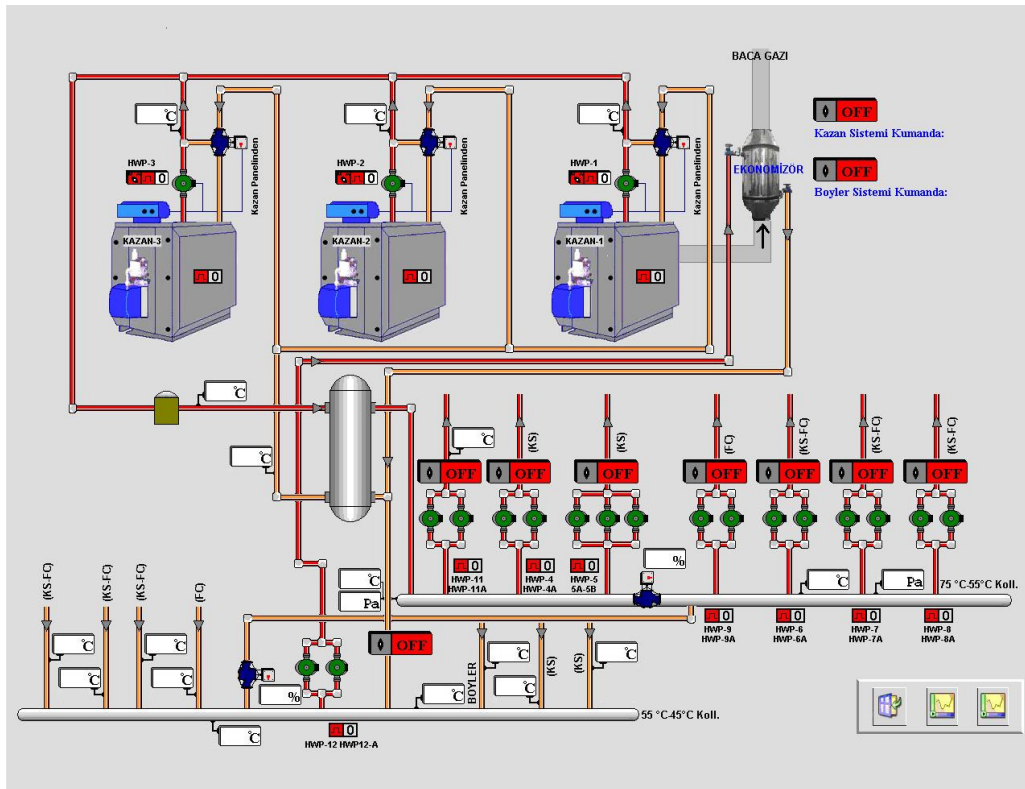 BACA GAZI
°C
°C
°C
OFF
Kazan Sistemi Kumanda:
HWP-3
HWP-2
HWP-1
Kazan Panelinden
Kazan Panelinden
Kazan Panelinden
EKONOMİZÖR
0
0
0
OFF
Boyler Sistemi Kumanda:
KAZAN-3
KAZAN-2
KAZAN-1
0
0
0
°C
°C
°C
(KS)
(KS)
(FC)
(KS-FC)
(KS-FC)
(KS-FC)
OFF
OFF
OFF
OFF
OFF
OFF
OFF
%
0
0
0
HWP-11
HWP-11A
HWP-4
HWP-4A
HWP-5
5A-5B
°C
Pa
°C
Pa
75 °C-55°C Koll.
0
0
0
0
HWP-9
HWP-9A
HWP-6
HWP-6A
HWP-7
HWP-7A
HWP-8
HWP-8A
(KS-FC)
(KS-FC)
(KS-FC)
(FC)
OFF
°C
°C
°C
°C
°C
°C
°C
BOYLER
(KS)
(KS)
%
°C
55 °C-45°C Koll.
°C
0
HWP-12 HWP12-A